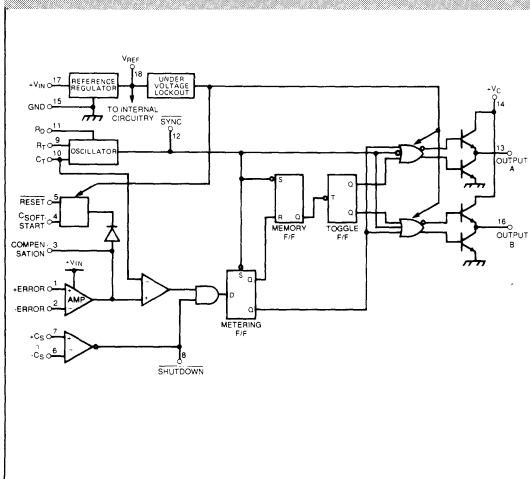 VREF
18
+VIN 17
REFERENCE
REGULATOR
UNDER
VOLTAGE
LOCKOUT
+VC
14
GND 15
TO INTERNAL
CIRCUITRY
SYNC
12
RD 11
RT 9
CT 10
OSCILLATOR
13
OUTPUT
A
RESET 5
CSOFT- 4
START
S
Q
R
MEMORY
F/F
T
Q
Q
TOGGLE
F/F
16
OUTPUT
B
COMPEN- 3
SATION
+VIN
+ERROR 1
-ERROR 2
+
-
AMP
-
+
S
D
Q
Q
METERING
F/F
+CS 7
-CS 6
+
-
8
SHUTDOWN